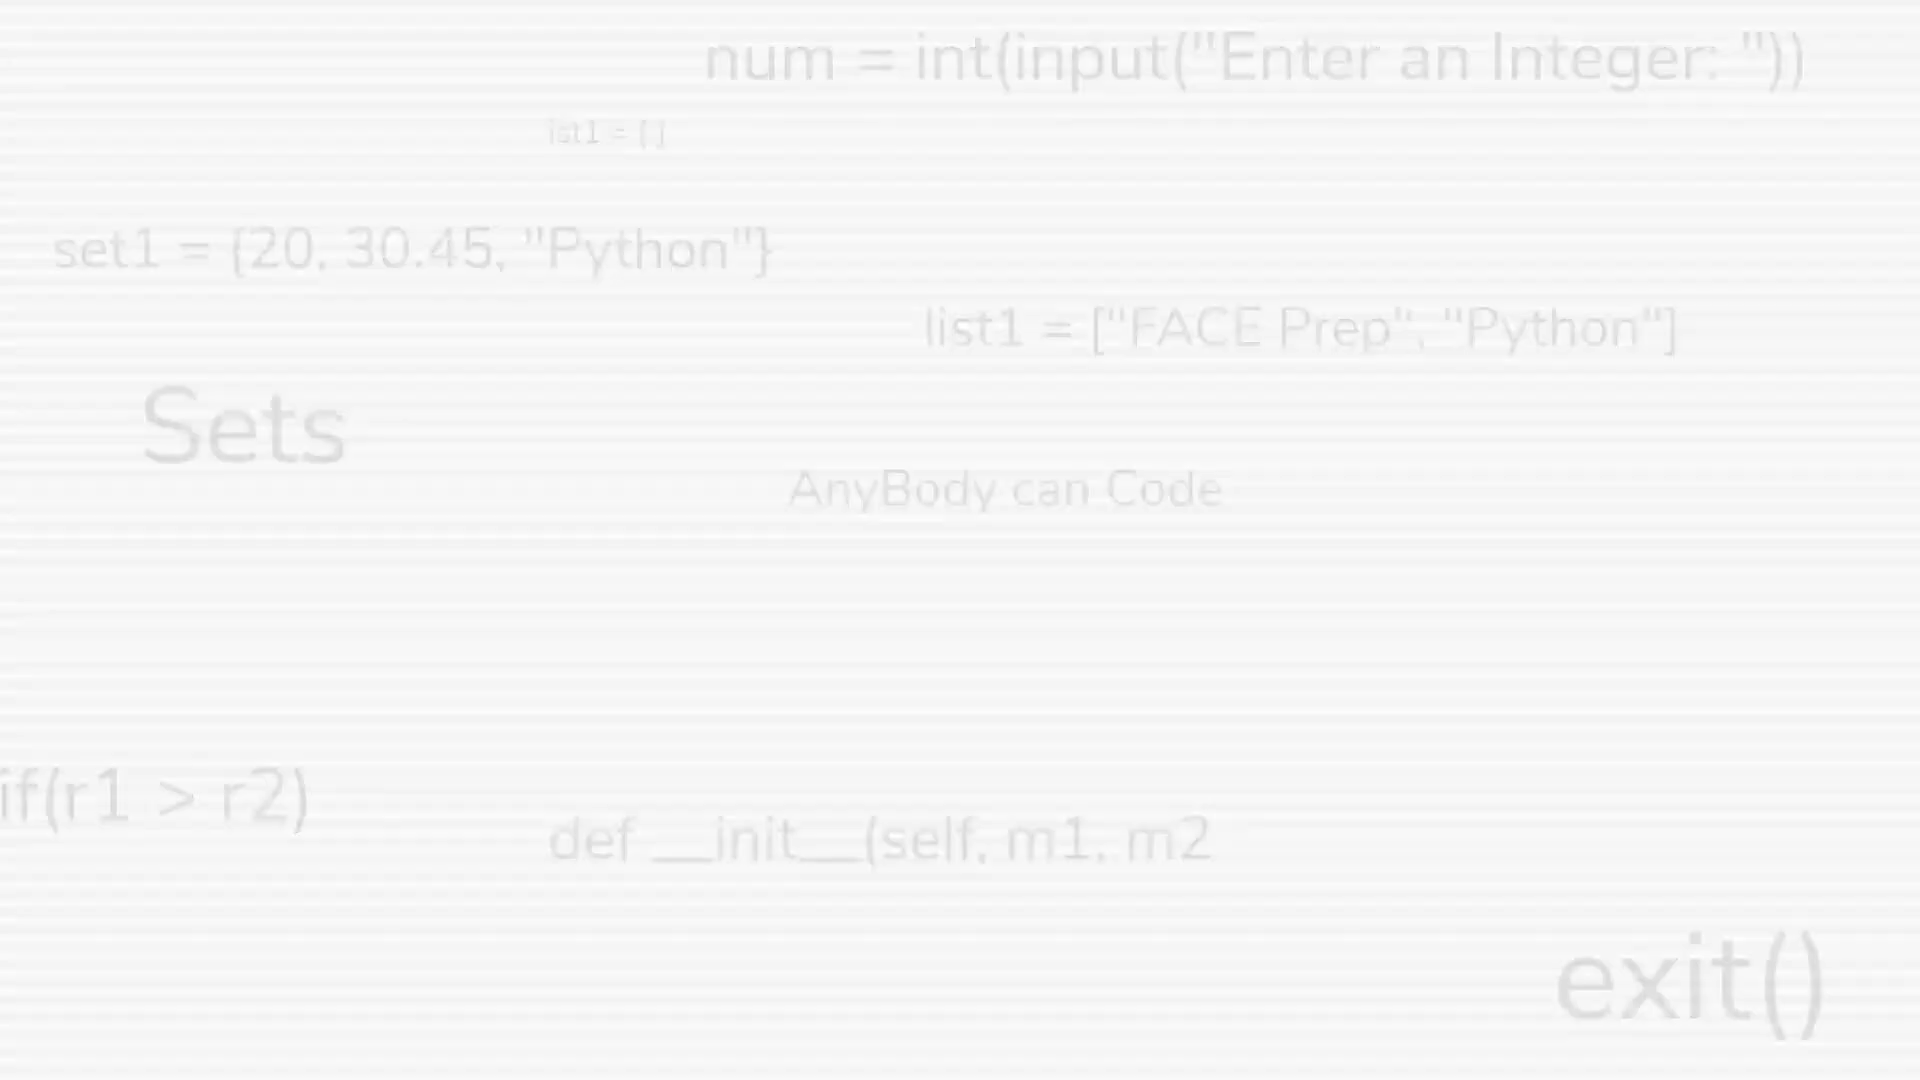 num = int(input("Enter an Integer: "))
ist1 = [ ]
set1 = {20, 30.45, "Python"}
list1 = ["FACE Prep", "Python"]
Sets
AnyBody can Code
if(r1 > r2)
def __init__(self, m1, m2
exit()